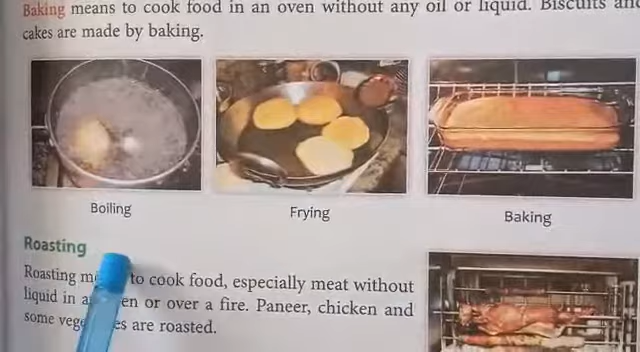 Baking means to cook food in an oven without any oil or liquid. Biscuits and
cakes are made by baking.
Boiling
Frying
Baking
Roasting
Roasting to cook food, especially meat without
liquid in or over a fire. Paneer, chicken and
some are roasted.